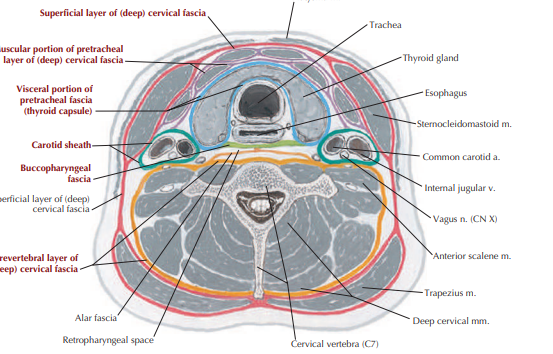 Superficial layer of (deep) cervical fascia
Trachea
uscular portion of pretracheal
layer of (deep) cervical fascia
Thyroid gland
Visceral portion of
pretracheal fascia
(thyroid capsule)
Esophagus
Sternocleidomastoid m.
Carotid sheath
Common carotid a.
Buccopharyngeal
fascia
Internal jugular v.
erficial layer of (deep)
cervical fascia
Vagus n. (CN X)
revertebral layer of
eep) cervical fascia
Anterior scalene m.
Trapezius m.
Alar fascia
Deep cervical mm.
Retropharyngeal space
Cervical vertebra (C7)